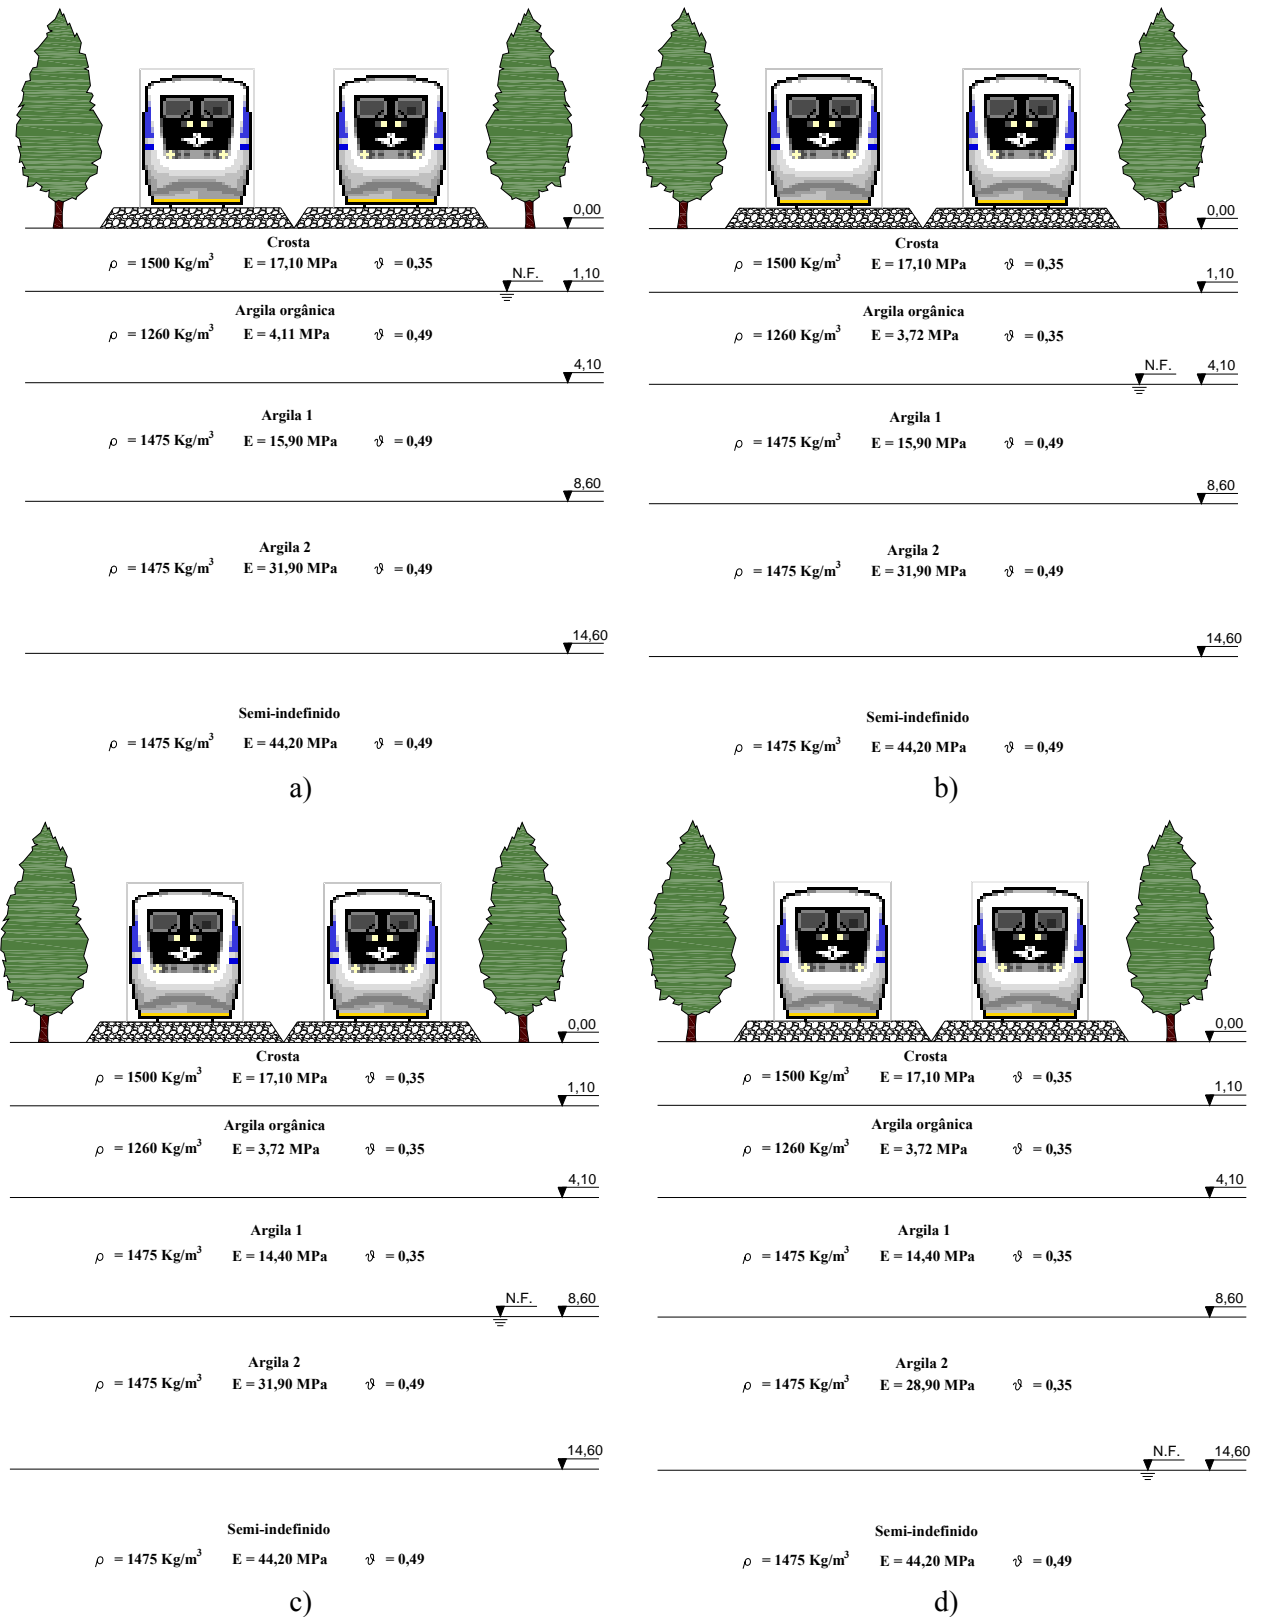 0,00
Crosta
ρ = 1500 Kg/m³ E = 17,10 MPa ϑ = 0,35
N.F. 1,10
Argila orgânica
ρ = 1260 Kg/m³ E = 4,11 MPa ϑ = 0,49
4,10
Argila 1
ρ = 1475 Kg/m³ E = 15,90 MPa ϑ = 0,49
8,60
Argila 2
ρ = 1475 Kg/m³ E = 31,90 MPa ϑ = 0,49
14,60
Semi-indefinido
ρ = 1475 Kg/m³ E = 44,20 MPa ϑ = 0,49
a)
0,00
Crosta
ρ = 1500 Kg/m³ E = 17,10 MPa ϑ = 0,35
1,10
Argila orgânica
ρ = 1260 Kg/m³ E = 3,72 MPa ϑ = 0,35
N.F. 4,10
Argila 1
ρ = 1475 Kg/m³ E = 15,90 MPa ϑ = 0,49
8,60
Argila 2
ρ = 1475 Kg/m³ E = 31,90 MPa ϑ = 0,49
14,60
Semi-indefinido
ρ = 1475 Kg/m³ E = 44,20 MPa ϑ = 0,49
b)
0,00
Crosta
ρ = 1500 Kg/m³ E = 17,10 MPa ϑ = 0,35
1,10
Argila orgânica
ρ = 1260 Kg/m³ E = 3,72 MPa ϑ = 0,35
4,10
Argila 1
ρ = 1475 Kg/m³ E = 14,40 MPa ϑ = 0,35
N.F. 8,60
Argila 2
ρ = 1475 Kg/m³ E = 31,90 MPa ϑ = 0,49
14,60
Semi-indefinido
ρ = 1475 Kg/m³ E = 44,20 MPa ϑ = 0,49
c)
0,00
Crosta
ρ = 1500 Kg/m³ E = 17,10 MPa ϑ = 0,35
1,10
Argila orgânica
ρ = 1260 Kg/m³ E = 3,72 MPa ϑ = 0,35
4,10
Argila 1
ρ = 1475 Kg/m³ E = 14,40 MPa ϑ = 0,35
8,60
Argila 2
ρ = 1475 Kg/m³ E = 28,90 MPa ϑ = 0,35
N.F. 14,60
Semi-indefinido
ρ = 1475 Kg/m³ E = 44,20 MPa ϑ = 0,49
d)